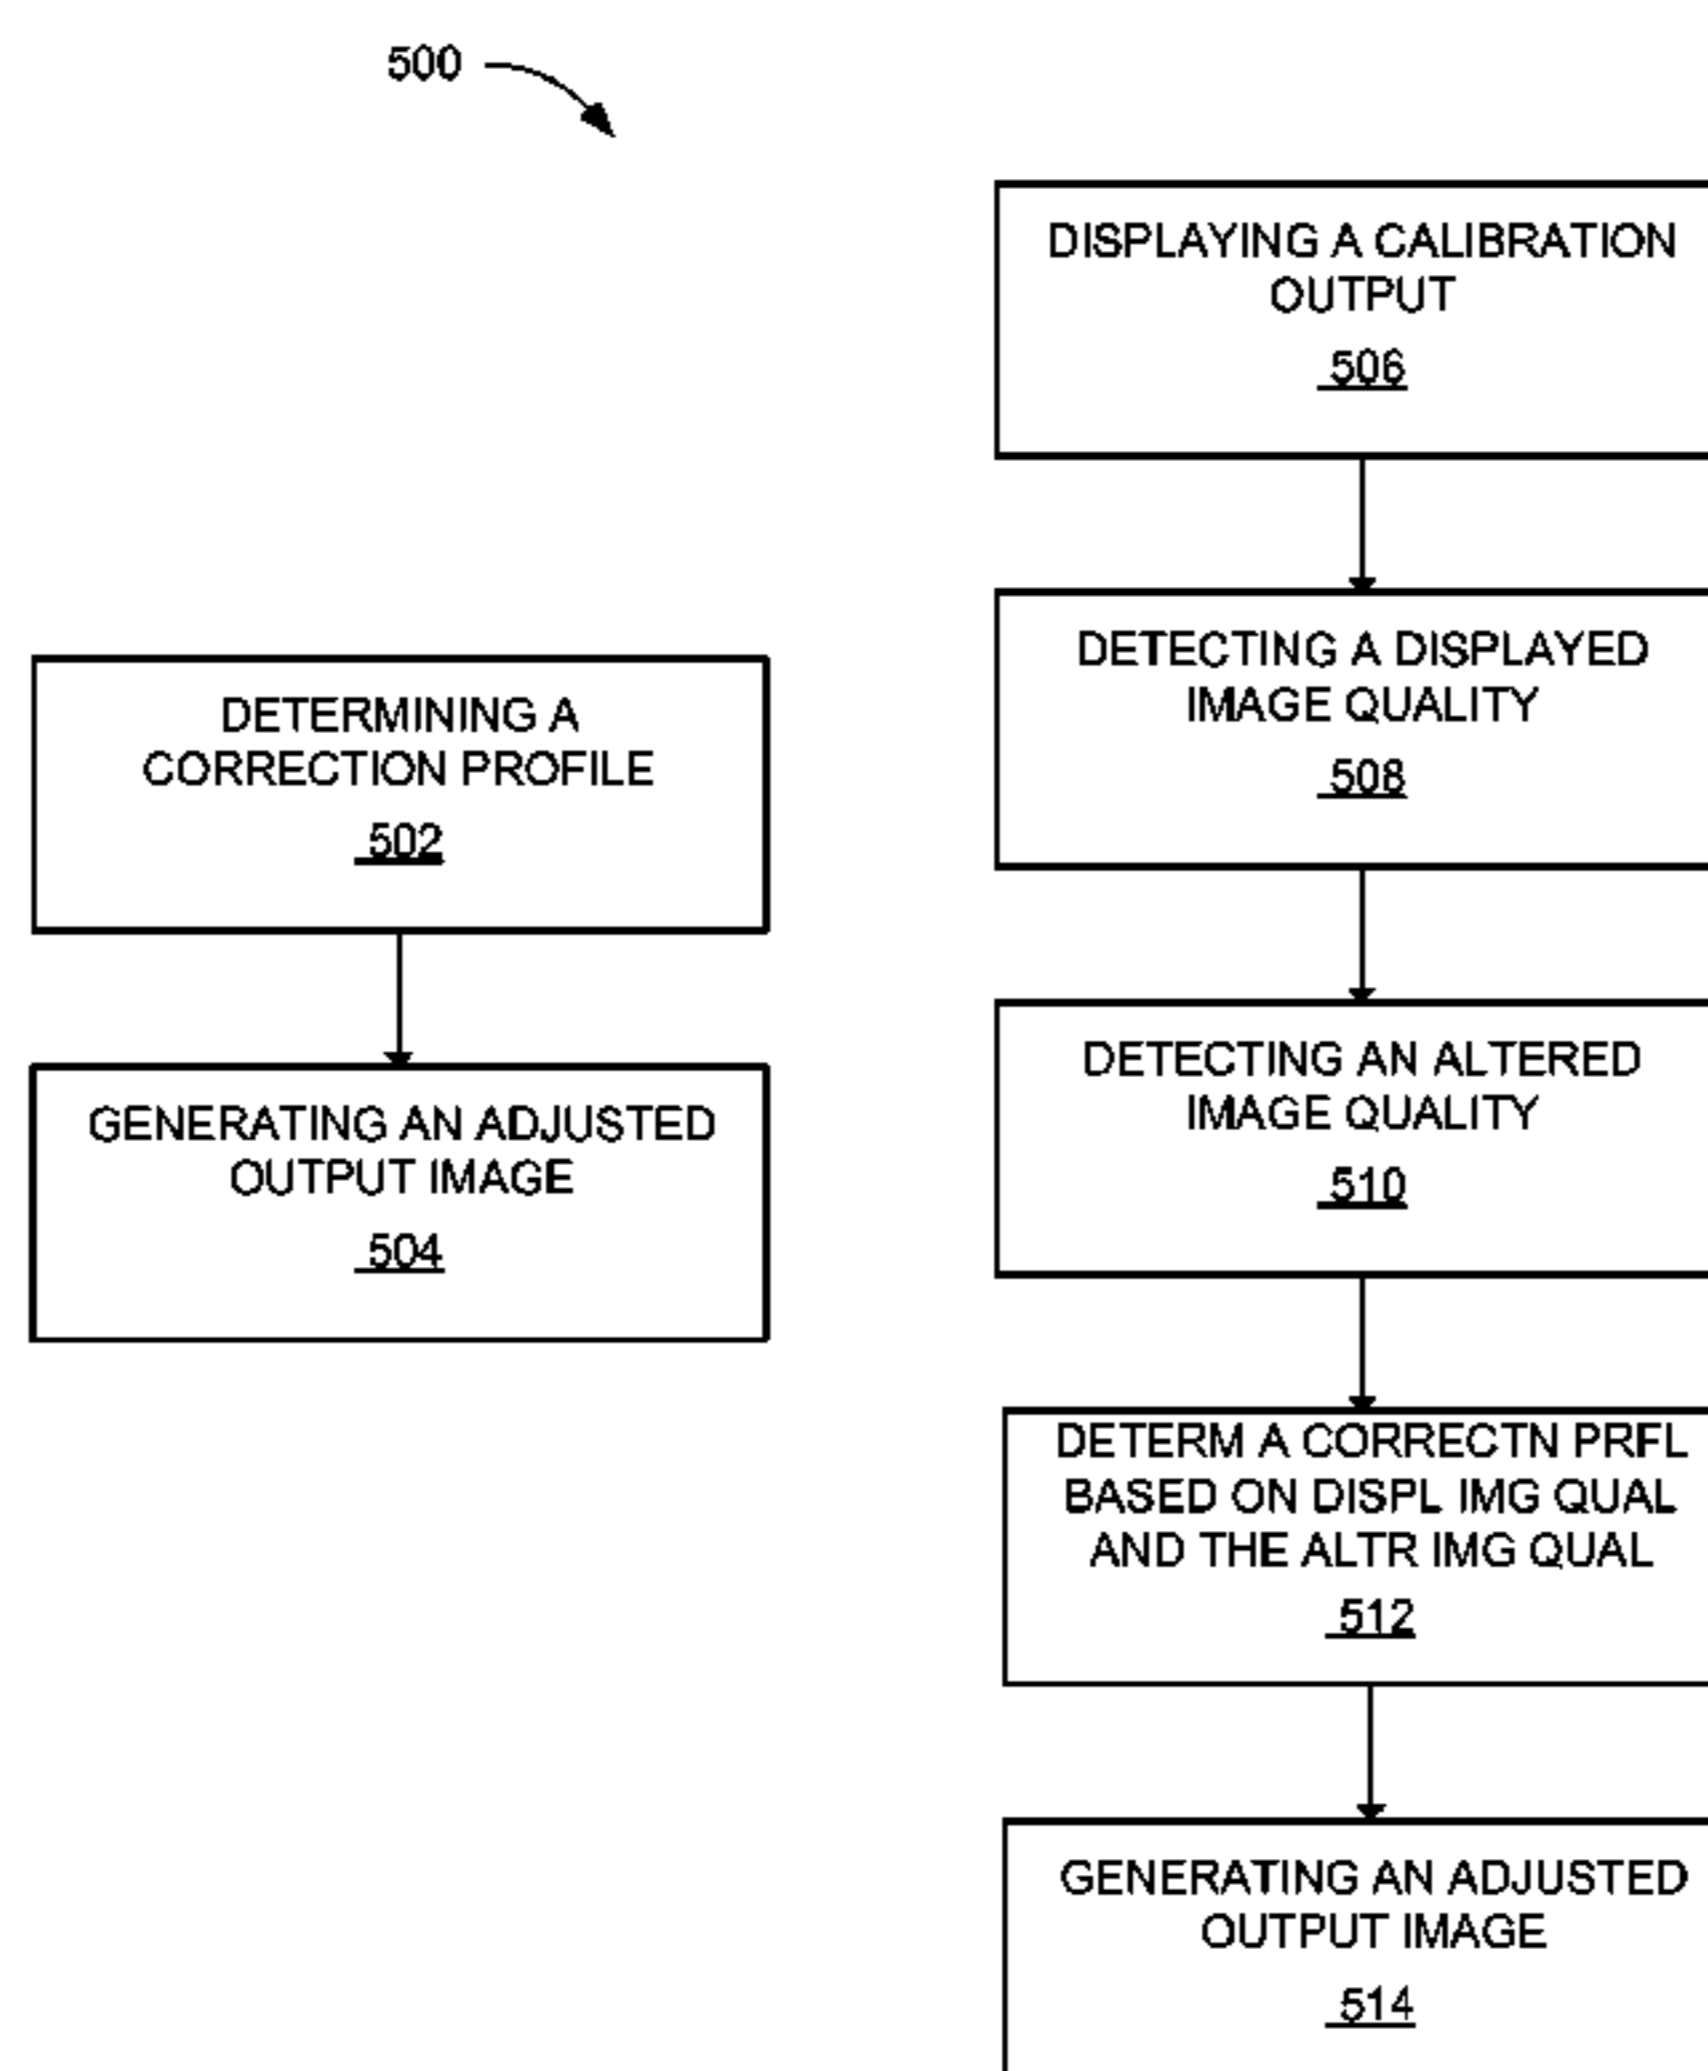 500
DETERMINING A
CORRECTION PROFILE
502
GENERATING AN ADJUSTED
OUTPUT IMAGE
504
DISPLAYING A CALIBRATION
OUTPUT
506
DETECTING A DISPLAYED
IMAGE QUALITY
508
DETECTING AN ALTERED
IMAGE QUALITY
510
DETERM A CORRECTN PRFL
BASED ON DISPL IMG QUAL
AND THE ALTR IMG QUAL
512
GENERATING AN ADJUSTED
OUTPUT IMAGE
514